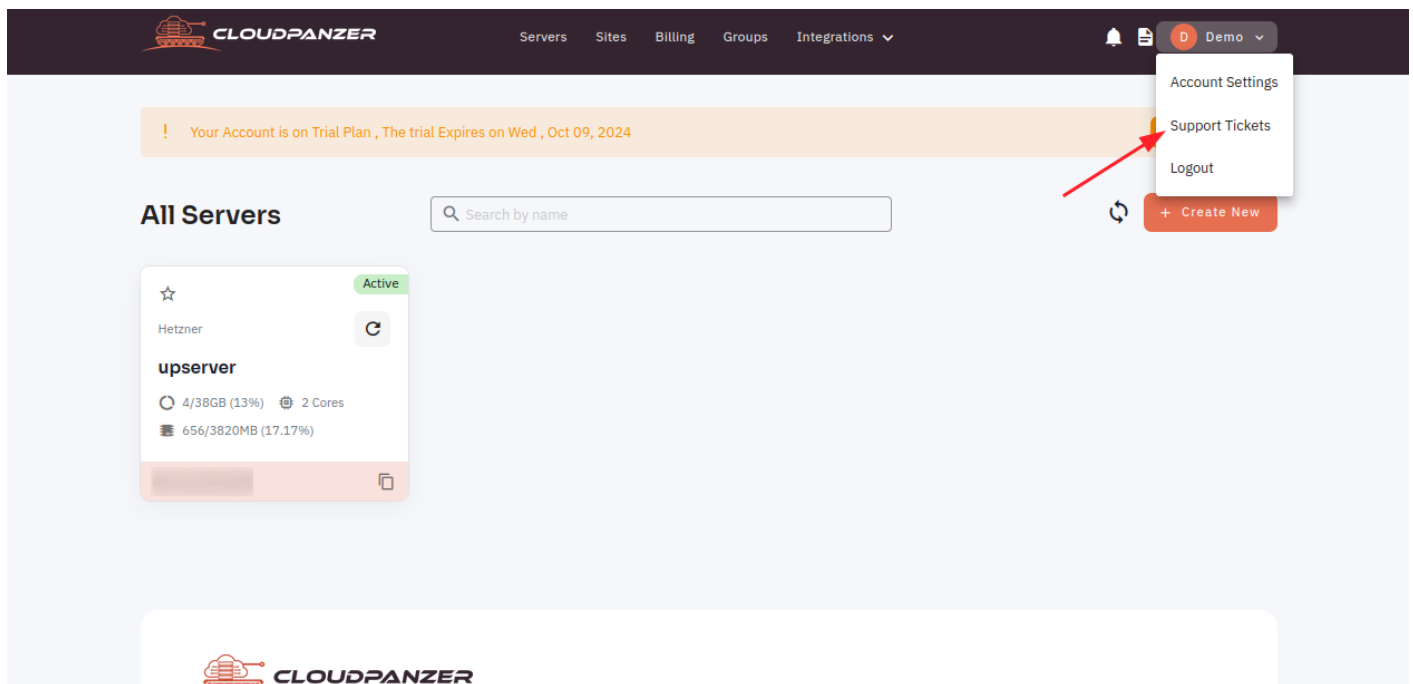 CLOUDPANZER
Servers Sites Billing Groups Integrations
D Demo
Account Settings
Support Tickets
Logout
! Your Account is on Trial Plan , The trial Expires on Wed , Oct 09, 2024
All Servers
Search by name
+ Create New
Active
Hetzner
upserver
4/38GB (13%) 2 Cores
656/3820MB (17.17%)
CLOUDPANZER